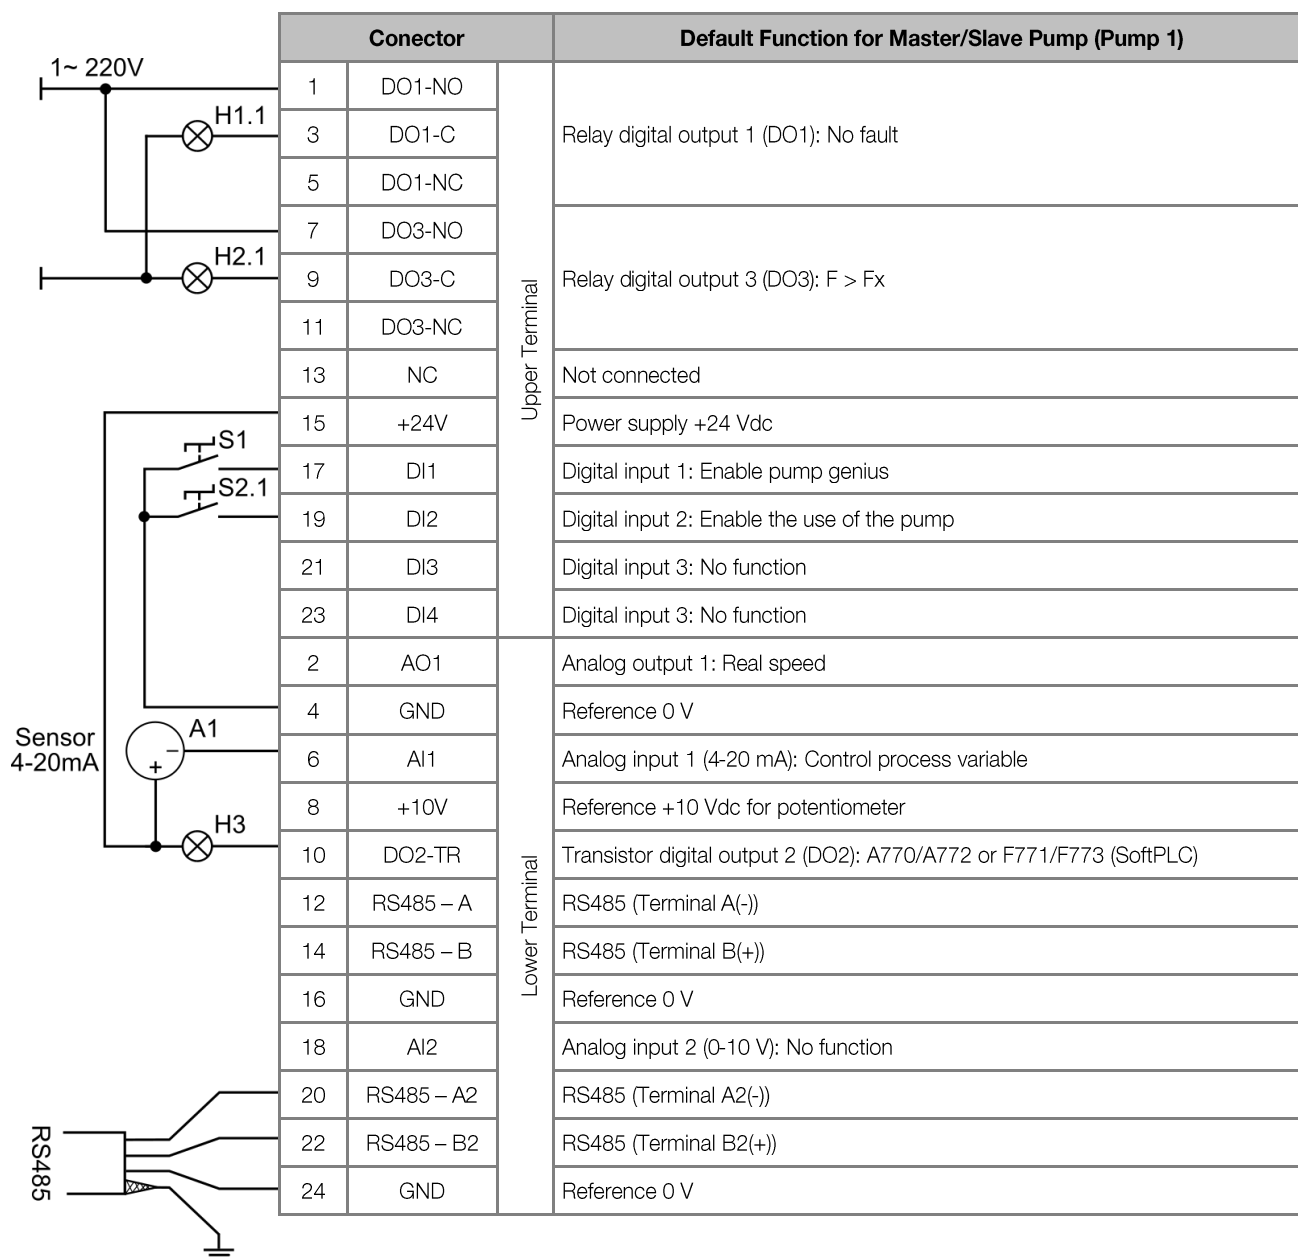 Conector Default Function for Master/Slave Pump (Pump 1)
1~ 220V
1 DO1-NO
H1.1
3 DO1-C Relay digital output 1 (DO1): No fault
5 DO1-NC
7 DO3-NO
H2.1
9 DO3-C Relay digital output 3 (DO3): F > Fx
11 DO3-NC
Upper Terminal
13 NC Not connected
15 +24V Power supply +24 Vdc
S1
17 DI1 Digital input 1: Enable pump genius
S2.1
19 DI2 Digital input 2: Enable the use of the pump
21 DI3 Digital input 3: No function
23 DI4 Digital input 3: No function
2 AO1 Analog output 1: Real speed
4 GND Reference 0 V
A1
Sensor
4-20mA
− 
+
6 AI1 Analog input 1 (4-20 mA): Control process variable
8 +10V Reference +10 Vdc for potentiometer
H3
10 DO2-TR Transistor digital output 2 (DO2): A770/A772 or F771/F773 (SoftPLC)
Lower Terminal
12 RS485 – A RS485 (Terminal A(-))
14 RS485 – B RS485 (Terminal B(+))
16 GND Reference 0 V
18 AI2 Analog input 2 (0-10 V): No function
20 RS485 – A2 RS485 (Terminal A2(-))
RS485
22 RS485 – B2 RS485 (Terminal B2(+))
24 GND Reference 0 V